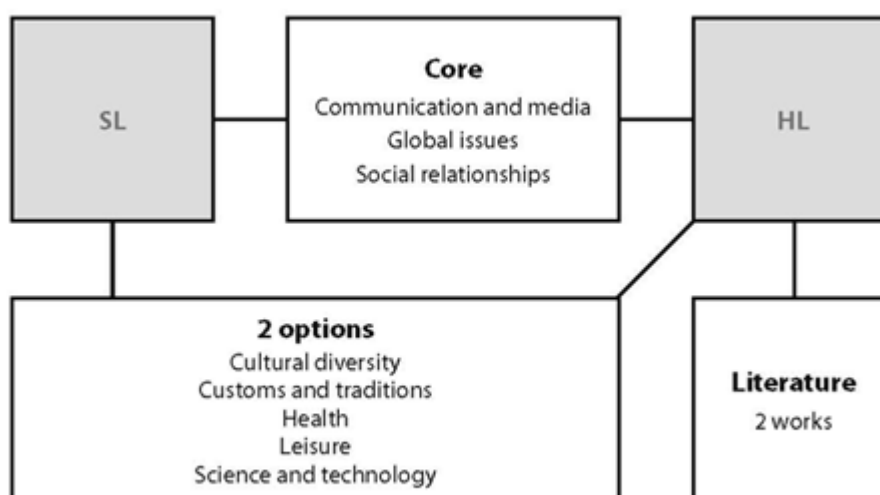 SL
Core
Communication and media
Global issues
Social relationships
HL
2 options
Cultural diversity
Customs and traditions
Health
Leisure
Science and technology
Literature
2 works